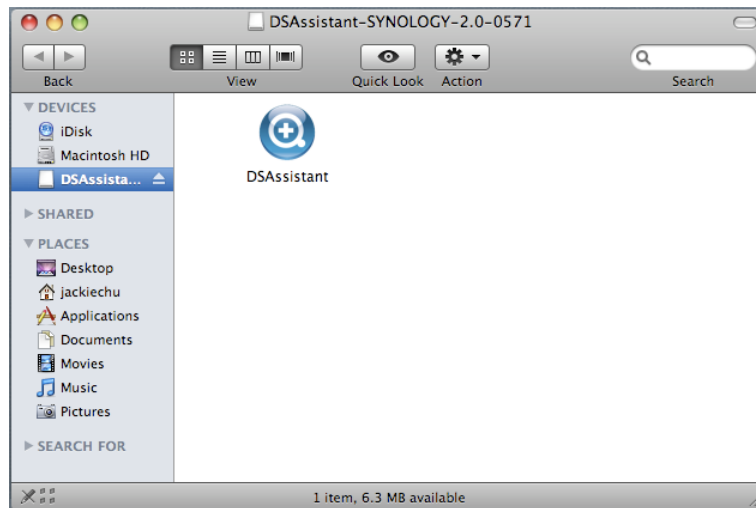 DSAssistant-SYNOLOGY-2.0-0571
Back
View
Quick Look
Action
Search
DEVICES
iDisk
Macintosh HD
DSAssista...
SHARED
PLACES
Desktop
jackiechu
Applications
Documents
Movies
Music
Pictures
SEARCH FOR
DSAssistant
1 item, 6.3 MB available